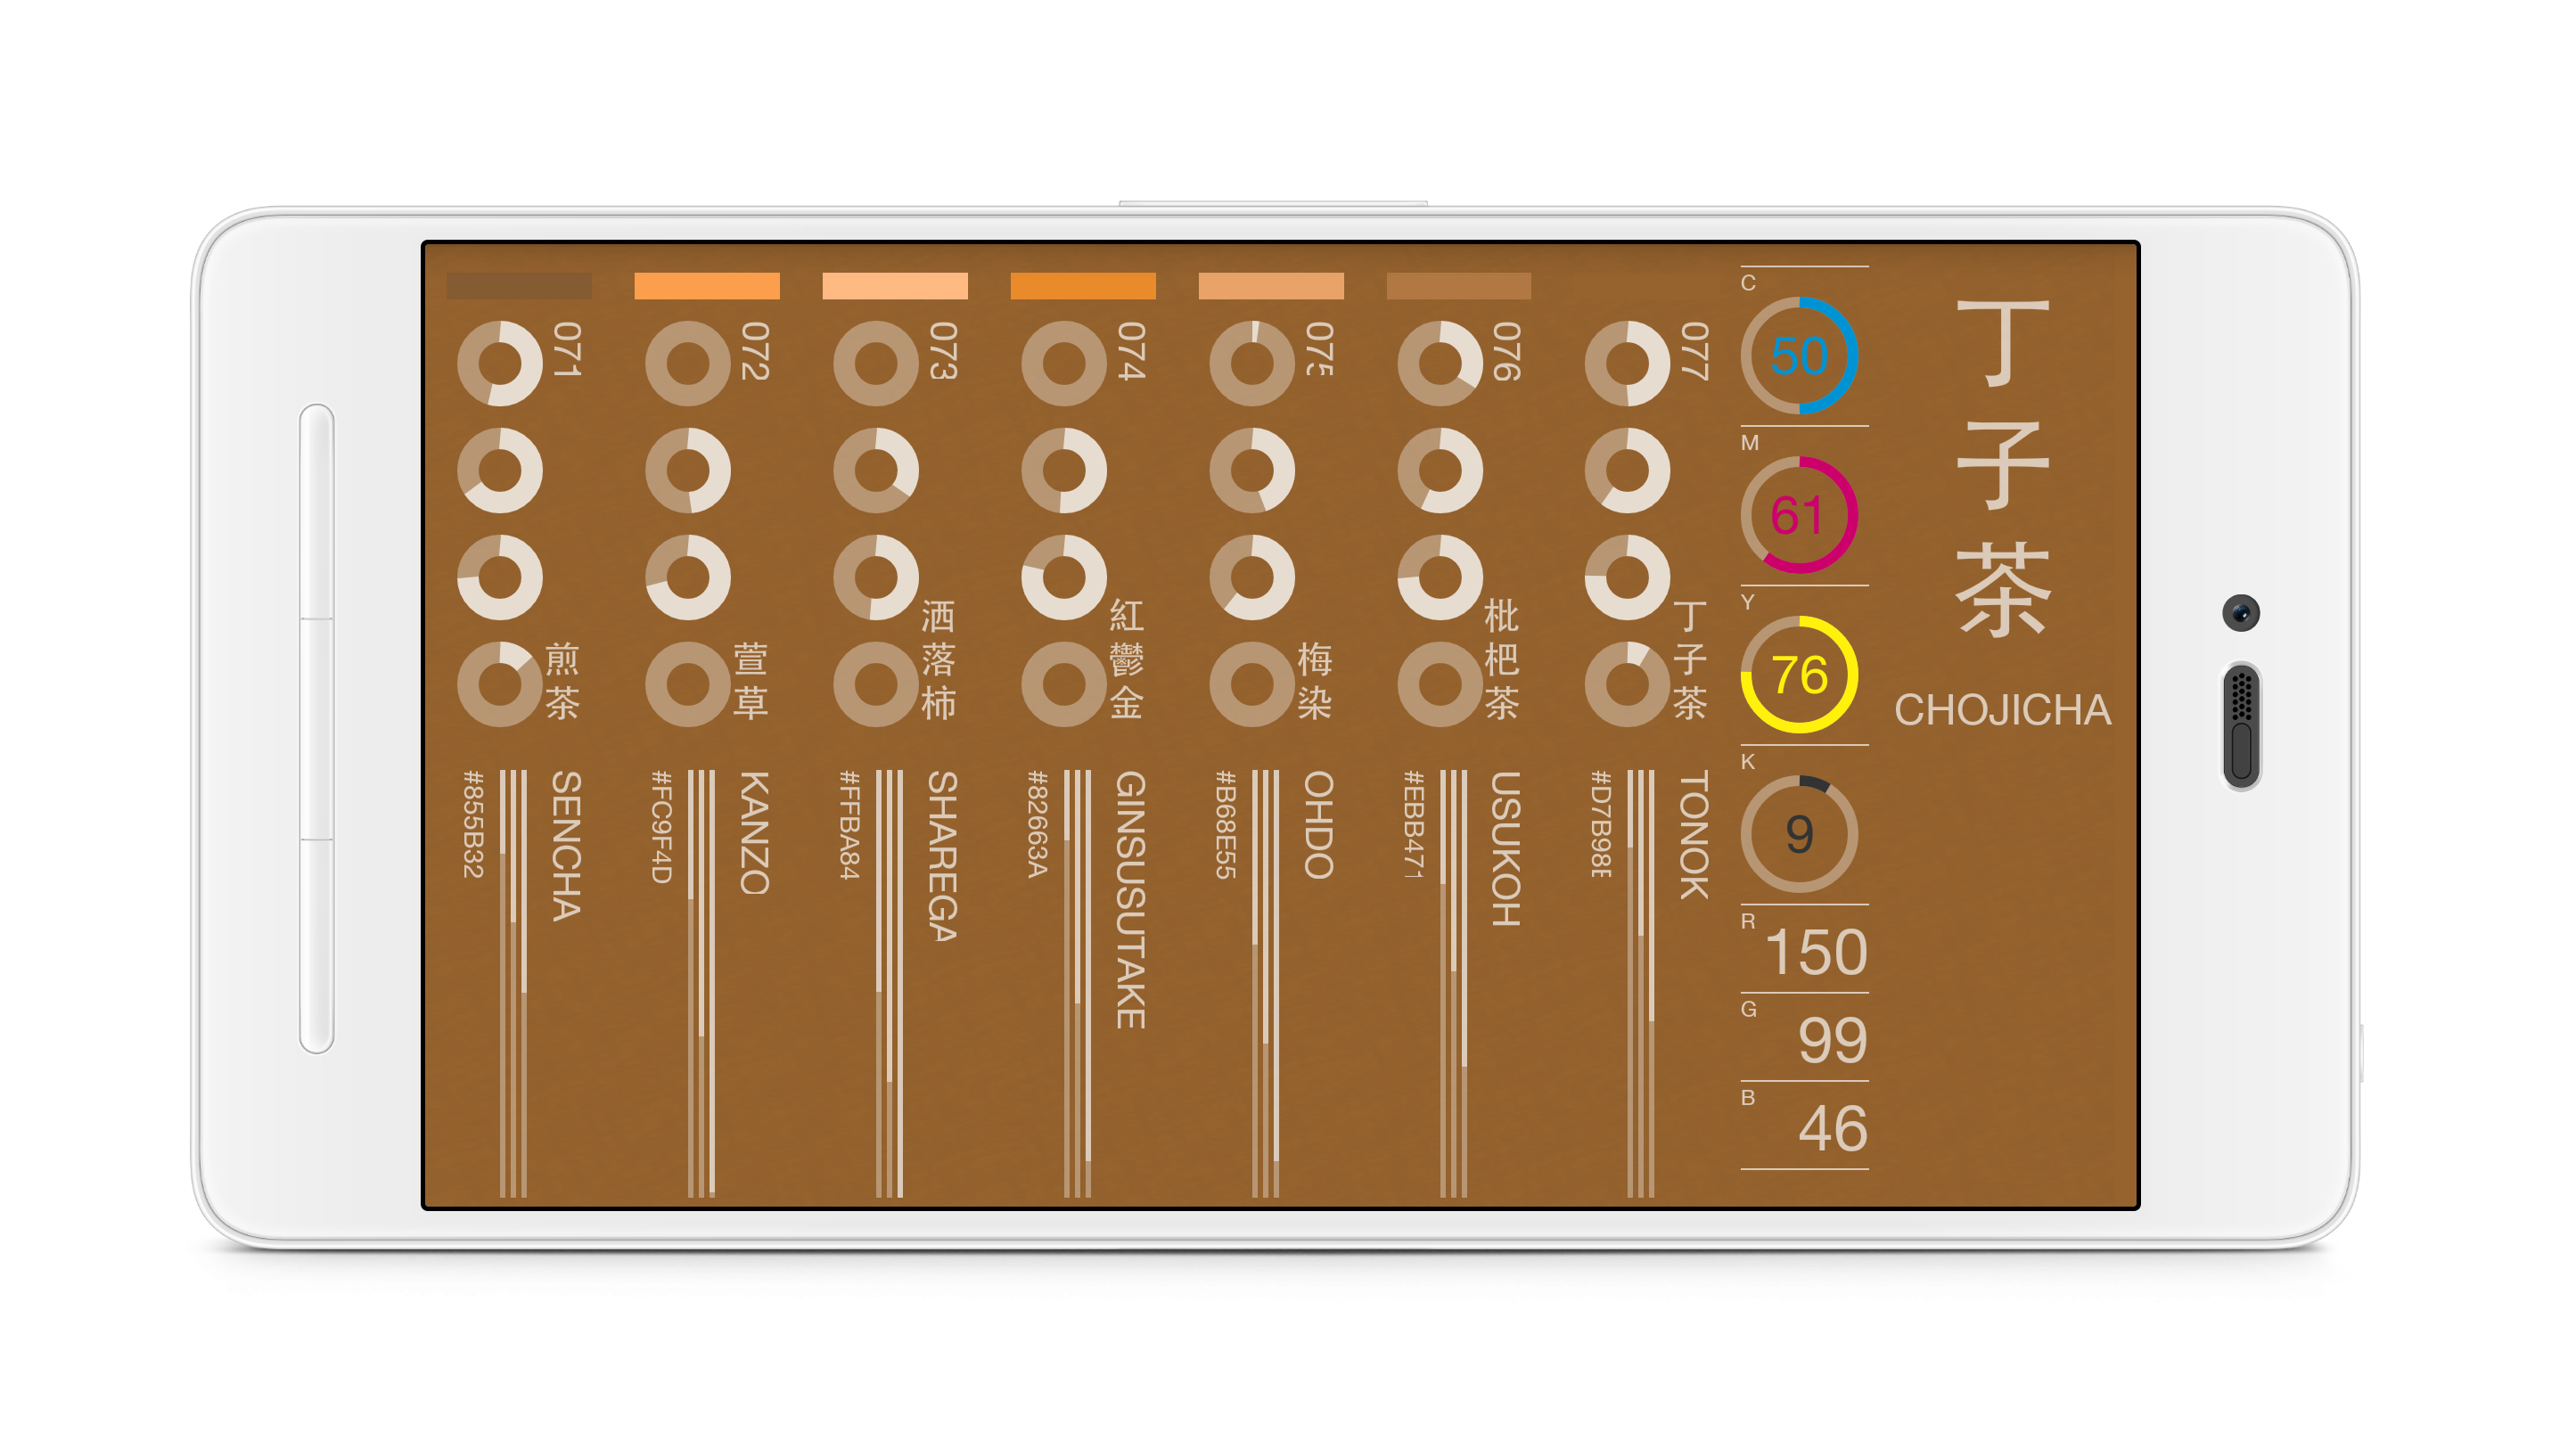 071
煎茶
#855B32
SENCHA
072
萱草
#FC9F4D
KANZO
073
洒落柿
#FFBA84
SHAREGA
074
紅鬱金
#82663A
GINSUSUTAKE
075
梅染
#B68E55
OHDO
076
枇杷茶
#EBB471
USUKOH
077
丁子茶
#D7B98E
TONOK
C
50
M
61
Y
76
K
9
R
150
G
99
B
46
丁子茶
CHOJICHA